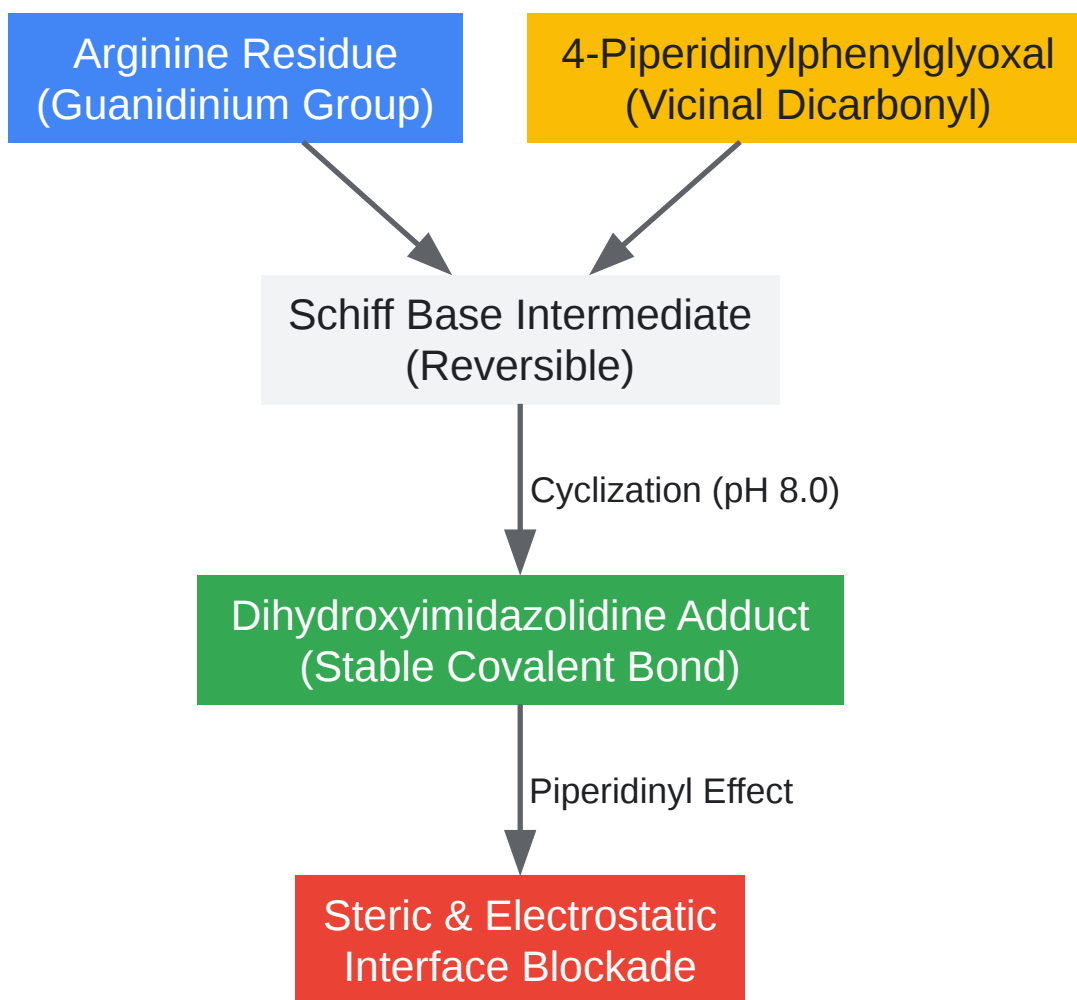 Arginine Residue
(Guanidinium Group)
4-Piperidinylphenylglyoxal
(Vicinal Dicarbonyl)
Schiff Base Intermediate
(Reversible)
Cyclization (pH 8.0)
Dihydroxyimidazolidine Adduct
(Stable Covalent Bond)
Piperidinyl Effect
Steric & Electrostatic
Interface Blockade